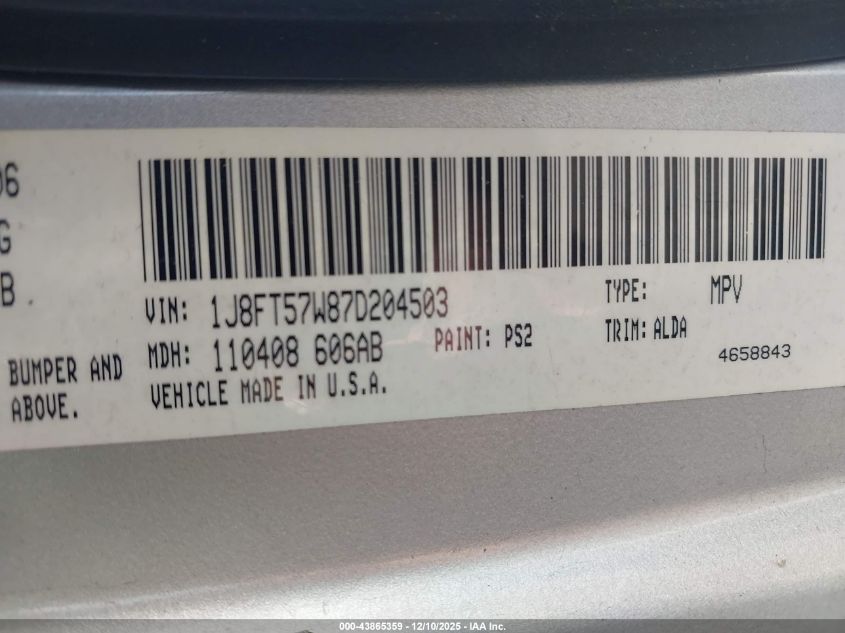 06
G
B
VIN: 1J8FT57W87D204503
TYPE: MPV
BUMPER AND
MDH: 110408 606AB
PAINT: PS2
TRIM: ALDA
ABOVE.
VEHICLE MADE IN U.S.A.
4658843
000-43865359 - 12/10/2025 - IAA Inc.